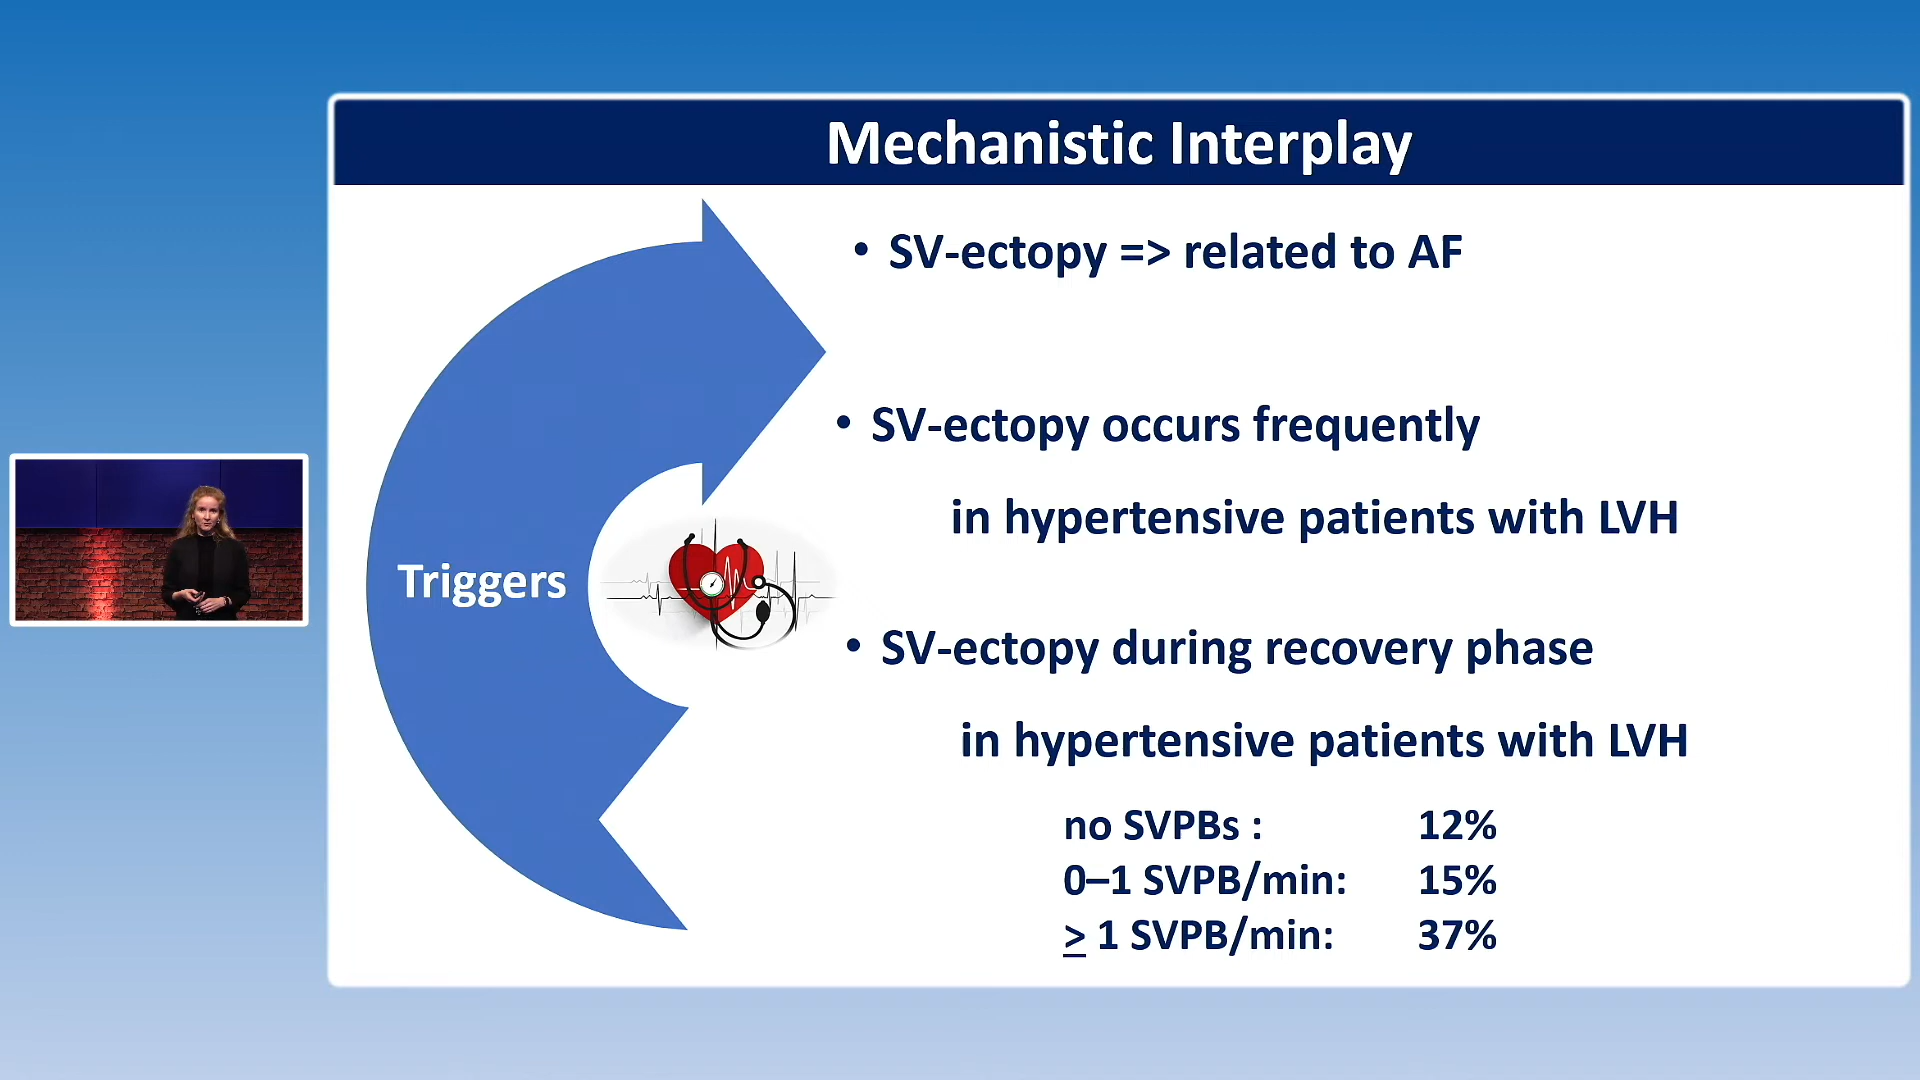 Mechanistic Interplay
• SV-ectopy => related to AF
• SV-ectopy occurs frequently
in hypertensive patients with LVH
Triggers
• SV-ectopy during recovery phase
in hypertensive patients with LVH
no SVPBs : 12%
0–1 SVPB/min: 15%
≥ 1 SVPB/min: 37%